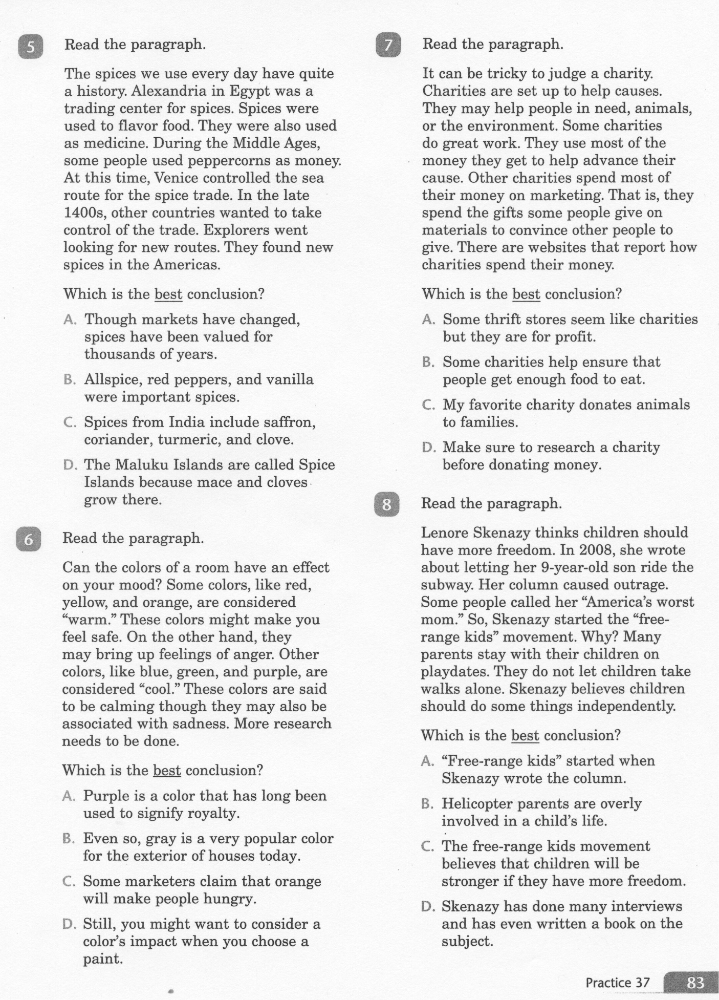 5
Read the paragraph.
The spices we use every day have quite
a history. Alexandria in Egypt was a
trading center for spices. Spices were
used to flavor food. They were also used
as medicine. During the Middle Ages,
some people used peppercorns as money.
At this time, Venice controlled the sea
route for the spice trade. In the late
1400s, other countries wanted to take
control of the trade. Explorers went
looking for new routes. They found new
spices in the Americas.
Which is the best conclusion?
A. Though markets have changed,
spices have been valued for
thousands of years.
B. Allspice, red peppers, and vanilla
were important spices.
C. Spices from India include saffron,
coriander, turmeric, and clove.
D. The Maluku Islands are called Spice
Islands because mace and cloves
grow there.
6
Read the paragraph.
Can the colors of a room have an effect
on your mood? Some colors, like red,
yellow, and orange, are considered
“warm.” These colors might make you
feel safe. On the other hand, they
may bring up feelings of anger. Other
colors, like blue, green, and purple, are
considered “cool.” These colors are said
to be calming though they may also be
associated with sadness. More research
needs to be done.
Which is the best conclusion?
A. Purple is a color that has long been
used to signify royalty.
B. Even so, gray is a very popular color
for the exterior of houses today.
C. Some marketers claim that orange
will make people hungry.
D. Still, you might want to consider a
color’s impact when you choose a
paint.
7
Read the paragraph.
It can be tricky to judge a charity.
Charities are set up to help causes.
They may help people in need, animals,
or the environment. Some charities
do great work. They use most of the
money they get to help advance their
cause. Other charities spend most of
their money on marketing. That is, they
spend the gifts some people give on
materials to convince other people to
give. There are websites that report how
charities spend their money.
Which is the best conclusion?
A. Some thrift stores seem like charities
but they are for profit.
B. Some charities help ensure that
people get enough food to eat.
C. My favorite charity donates animals
to families.
D. Make sure to research a charity
before donating money.
8
Read the paragraph.
Lenore Skenazy thinks children should
have more freedom. In 2008, she wrote
about letting her 9-year-old son ride the
subway. Her column caused outrage.
Some people called her “America’s worst
mom.” So, Skenazy started the “free-
range kids” movement. Why? Many
parents stay with their children on
playdates. They do not let children take
walks alone. Skenazy believes children
should do some things independently.
Which is the best conclusion?
A. “Free-range kids” started when
Skenazy wrote the column.
B. Helicopter parents are overly
involved in a child’s life.
C. The free-range kids movement
believes that children will be
stronger if they have more freedom.
D. Skenazy has done many interviews
and has even written a book on the
subject.
Practice 37 83